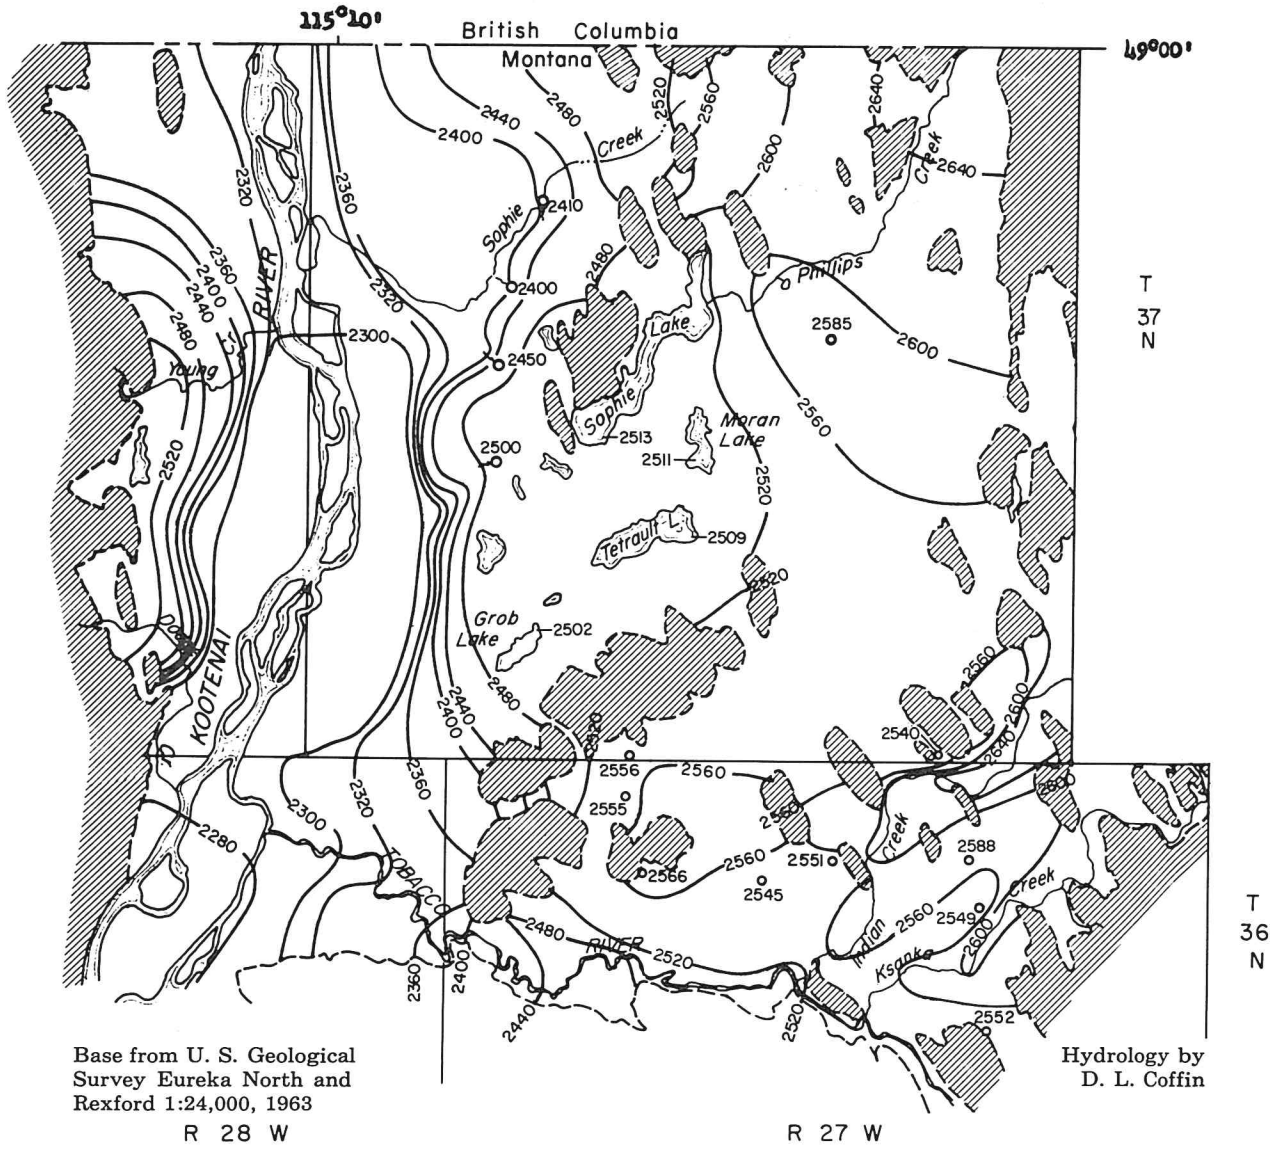 115°10'
British Columbia
49°00'
Montana
2480
2520
2560
2640
2440
2400
Creek
2600
Creek
2640
2320
2360
2410
Sophie
2360
2400
2440
2480
RIVER
2320
2480
2400
Phillips
T
37
N
Lake
2585
2300
2600
2450
Young
Cr
Sophie
2560
Moran
Lake
2513
2511
2500
2520
2520
Tetrault L
2509
2520
Grob
Lake
2502
KOOTENAI
2480
2440
2400
2560
2600
2540
2640
2520
2556
2560
2600
2360
2320
2300
2280
2555
2560
Creek
2551
2560
2588
2566
2545
TOBACCO
Creek
2560
2549
T
36
N
2480
RIVER
2520
Indian
Ksanka
2600
2360
2400
2440
2520
2552
Base from U. S. Geological
Survey Eureka North and
Rexford 1:24,000, 1963
Hydrology by
D. L. Coffin
R 28 W
R 27 W